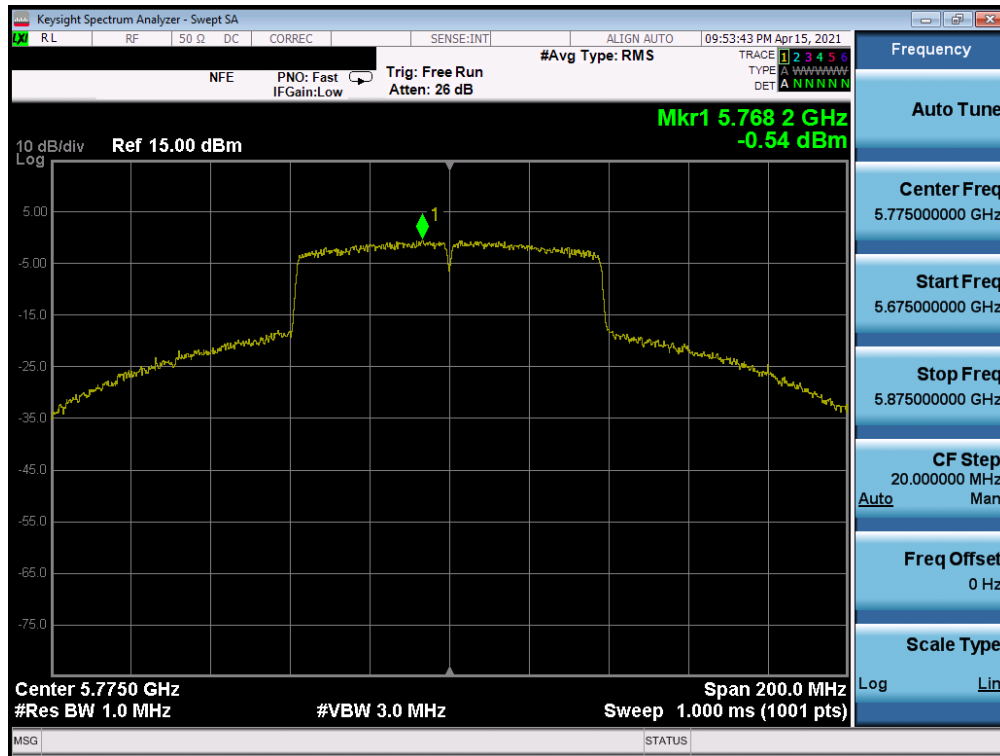 Keysight Spectrum Analyzer - Swept SA
LXI RL RF 50 Ω DC CORREC SENSE:INT ALIGN AUTO 09:53:43 PM Apr 15, 2021
#Avg Type: RMS
TRACE 1 2 3 4 5 6
TYPE A WWWWW
DET A N N N N N
NFE
PNO: Fast
IFGain:Low
Trig: Free Run
Atten: 26 dB
Mkr1 5.768 2 GHz
-0.54 dBm
10 dB/div
Log
Ref 15.00 dBm
1
5.00
-5.00
-15.0
-25.0
-35.0
-45.0
-55.0
-65.0
-75.0
Center 5.7750 GHz
Span 200.0 MHz
#Res BW 1.0 MHz
#VBW 3.0 MHz
Sweep 1.000 ms (1001 pts)
MSG
STATUS
Frequency
Auto Tune
Center Freq
5.775000000 GHz
Start Freq
5.675000000 GHz
Stop Freq
5.875000000 GHz
CF Step
20.000000 MHz
Auto Man
Freq Offset
0 Hz
Scale Type
Log Lin